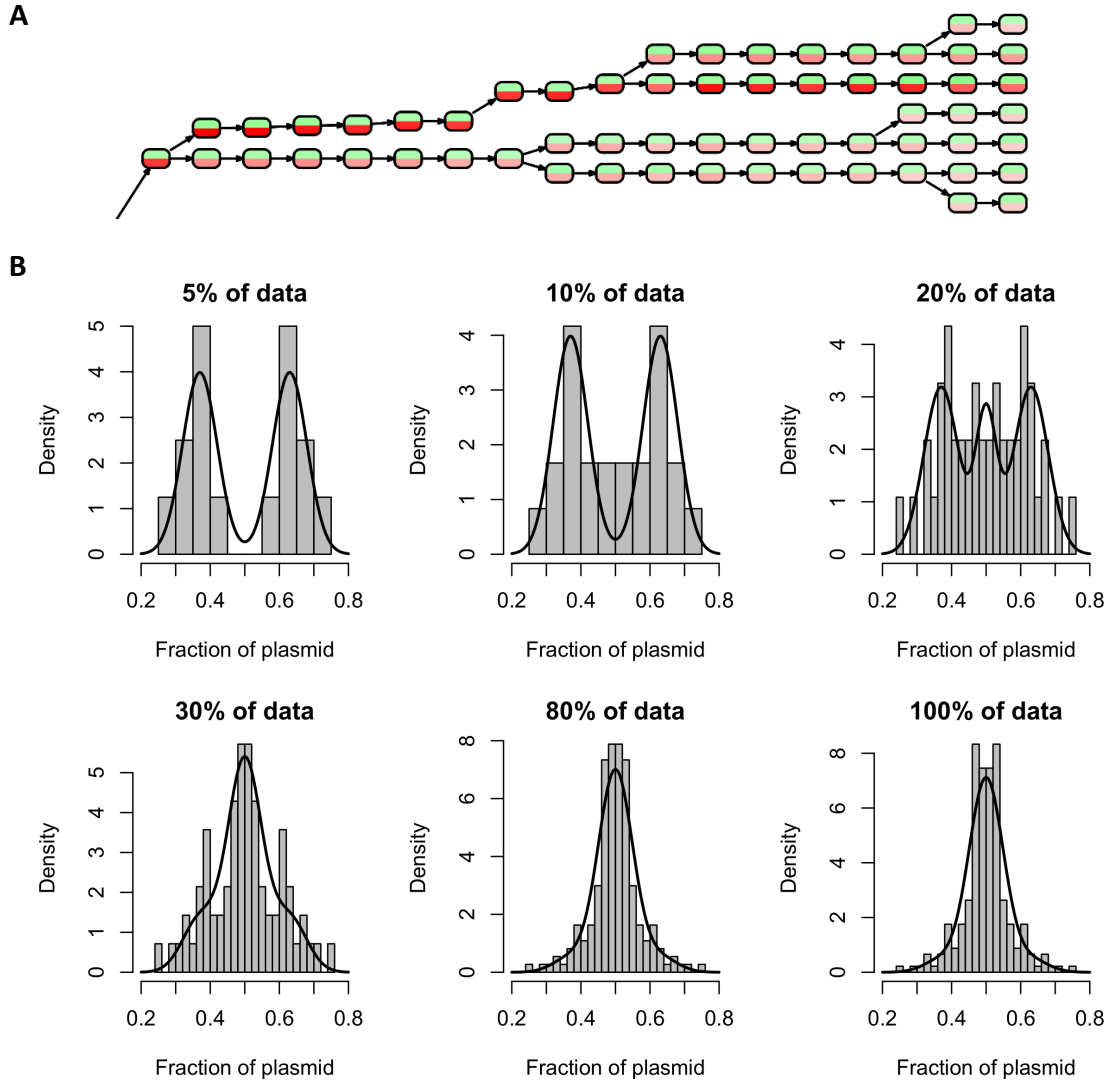 A
B
5% of data
10% of data
20% of data
Density
0 1 2 3 4 5
Density
0 1 2 3 4
Density
0 1 2 3 4
0.2 0.4 0.6 0.8
0.2 0.4 0.6 0.8
0.2 0.4 0.6 0.8
Fraction of plasmid
Fraction of plasmid
Fraction of plasmid
30% of data
80% of data
100% of data
Density
0 1 2 3 4 5
Density
0 2 4 6 8
Density
0 2 4 6 8
0.2 0.4 0.6 0.8
0.2 0.4 0.6 0.8
0.2 0.4 0.6 0.8
Fraction of plasmid
Fraction of plasmid
Fraction of plasmid